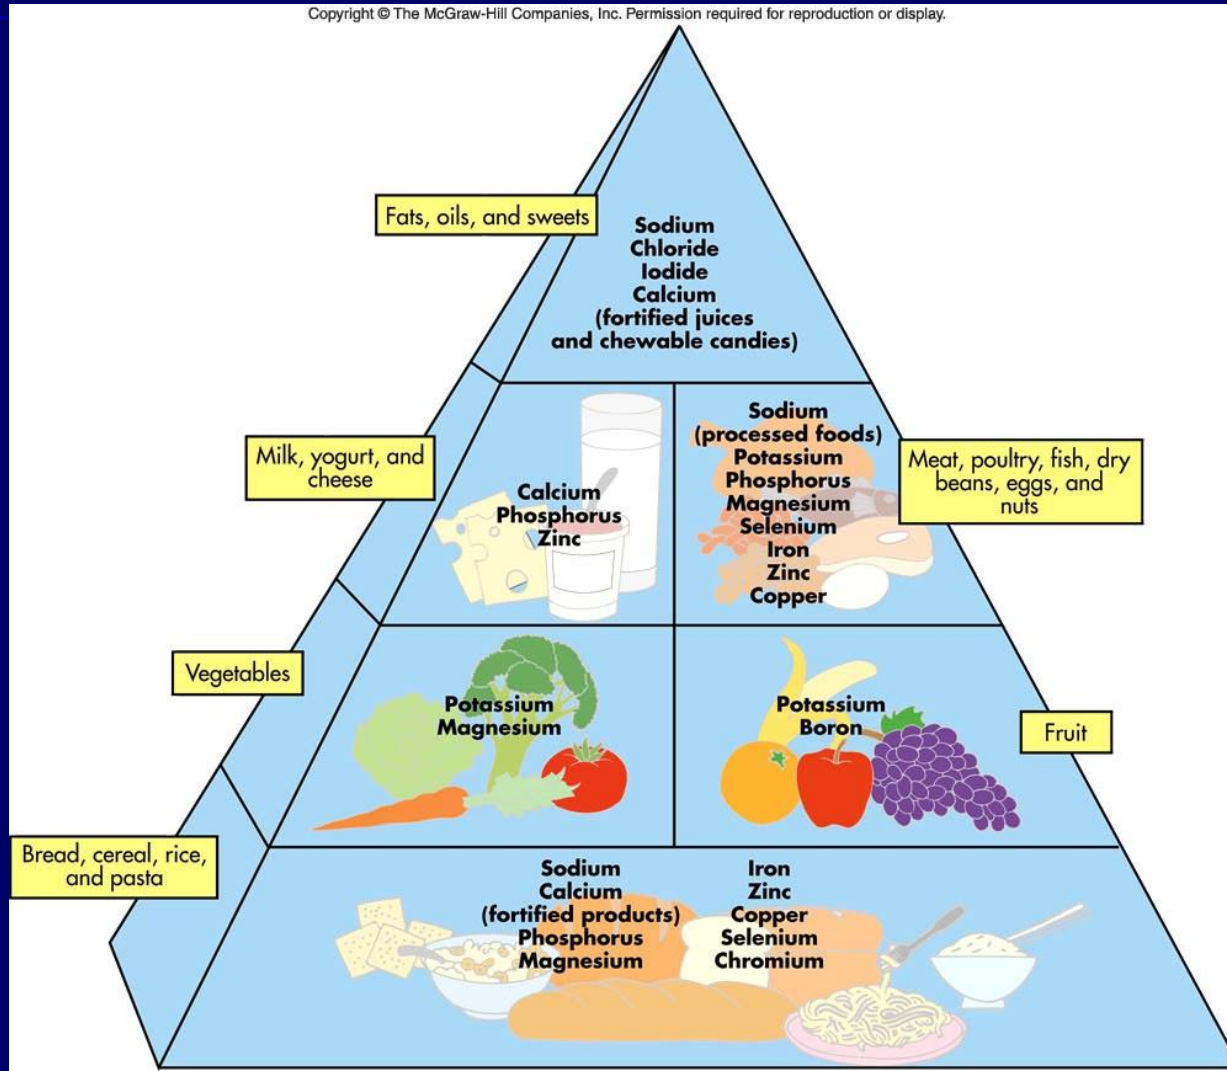 Copyright © The McGraw-Hill Companies, Inc. Permission required for reproduction or display.
Fats, oils, and sweets
Sodium
Chloride
Iodide
Calcium
(fortified juices
and chewable candies)
Milk, yogurt, and
cheese
Calcium
Phosphorus
Zinc
Sodium
(processed foods)
Potassium
Phosphorus
Magnesium
Selenium
Iron
Zinc
Copper
Meat, poultry, fish, dry
beans, eggs, and
nuts
Vegetables
Potassium
Magnesium
Potassium
Boron
Fruit
Bread, cereal, rice,
and pasta
Sodium
Calcium
(fortified products)
Phosphorus
Magnesium
Iron
Zinc
Copper
Selenium
Chromium